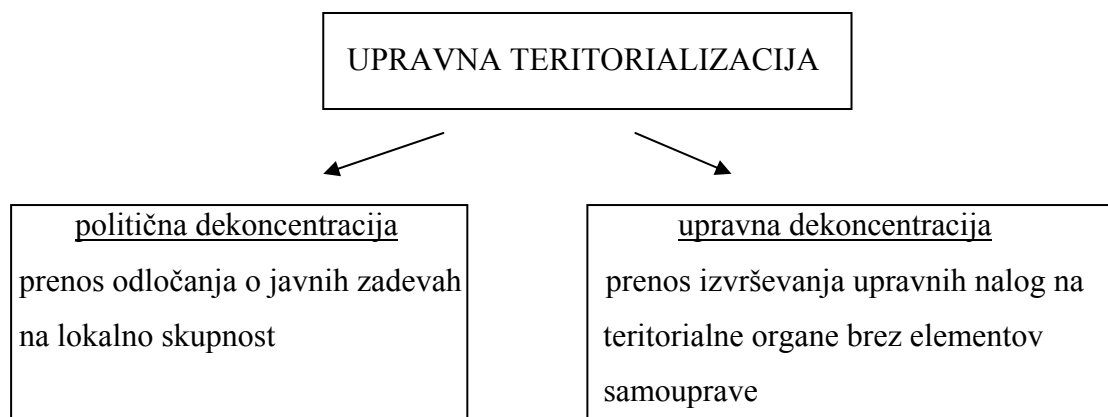 UPRAVNA TERITORIALIZACIJA
politična dekoncentracija
prenos odločanja o javnih zadevah
na lokalno skupnost
upravna dekoncentracija
prenos izvrševanja upravnih nalog na
teritorialne organe brez elementov
samouprave